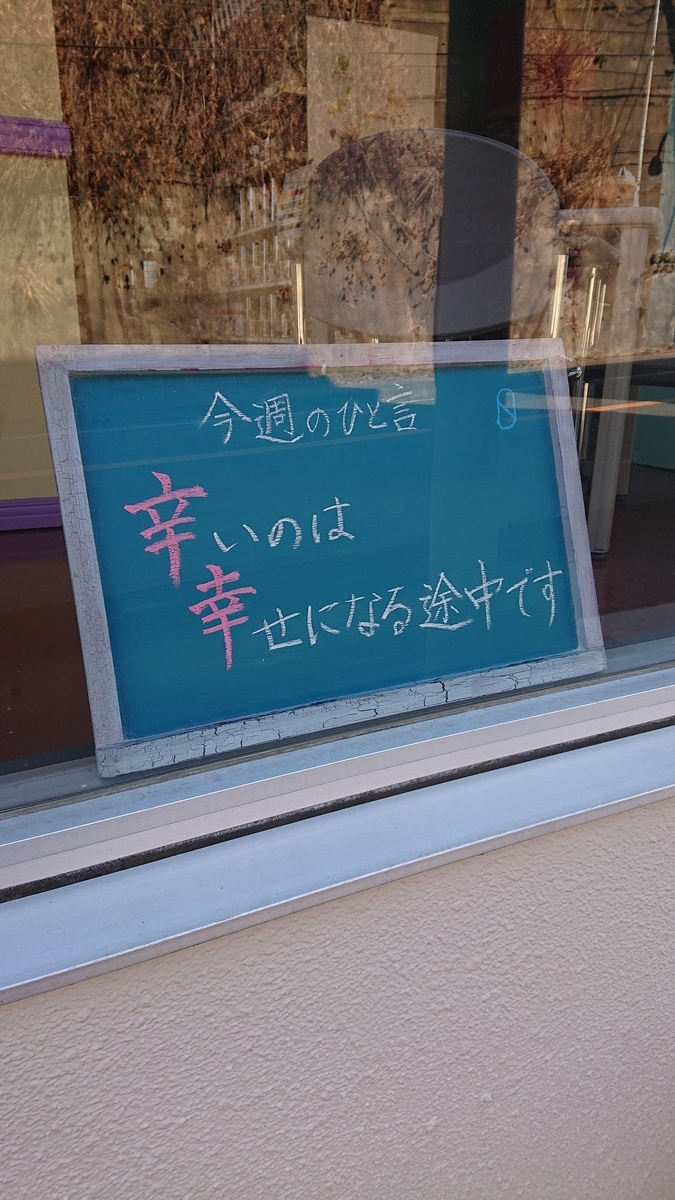 今週のひと言
辛いのは
幸せになる途中です